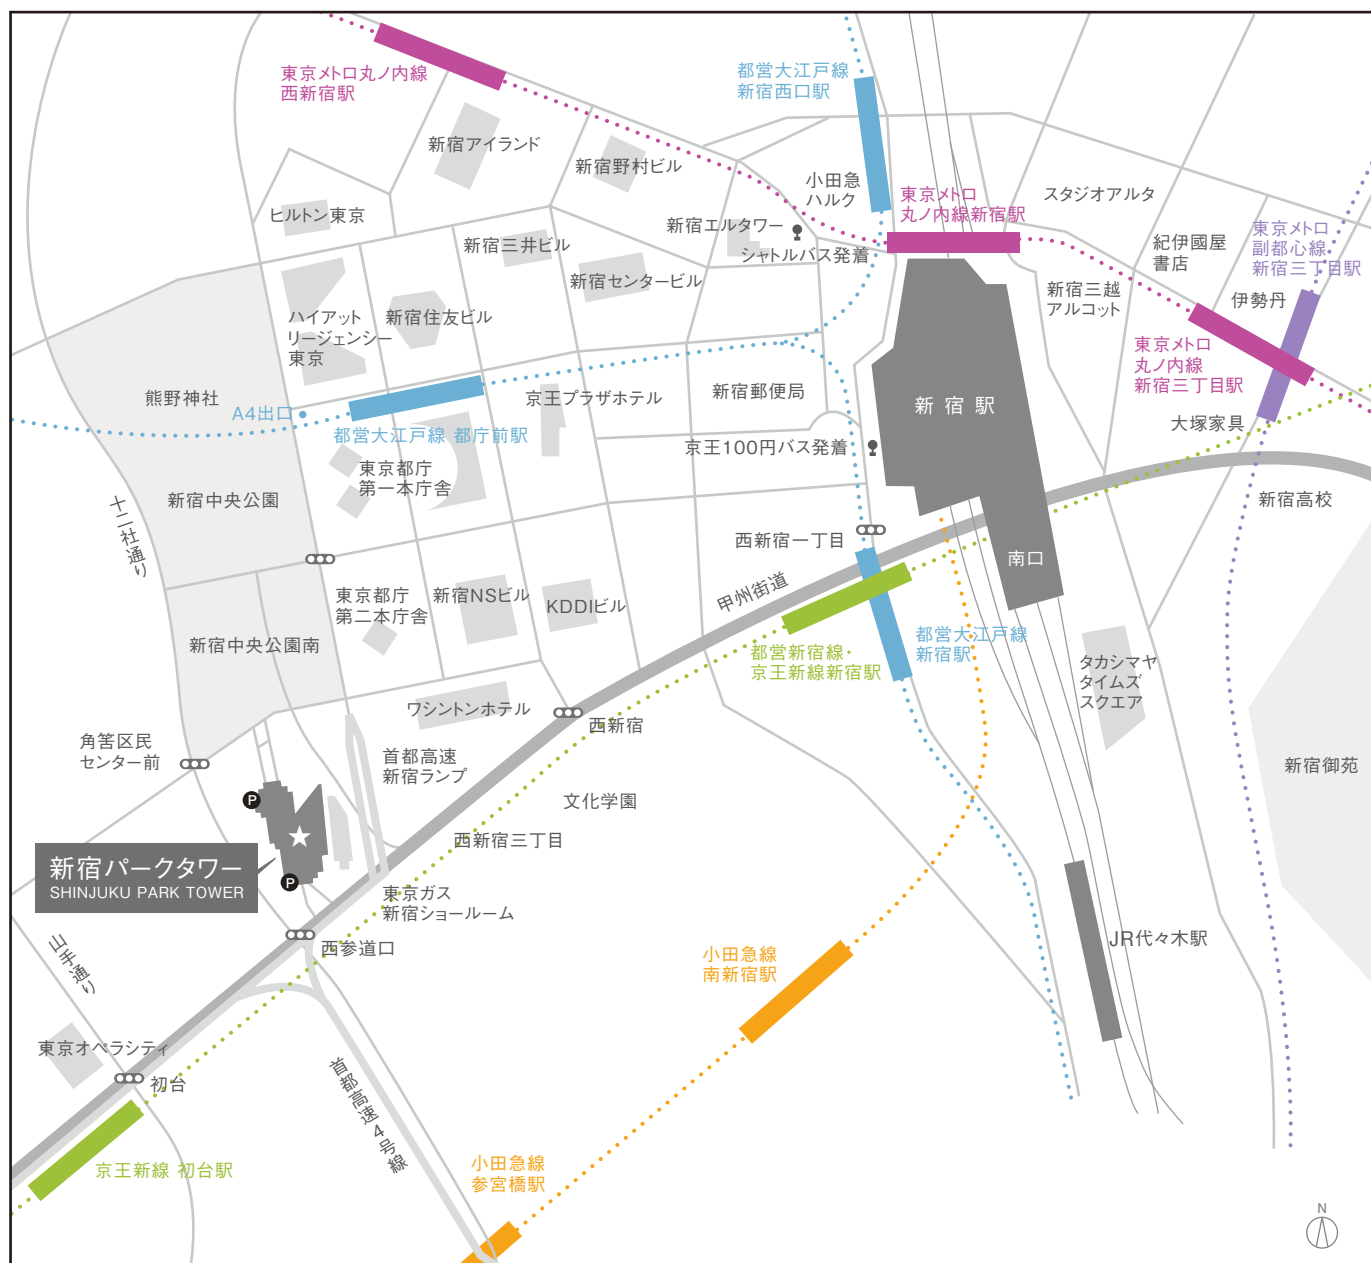 東京メトロ丸ノ内線
西新宿駅
都営大江戸線
新宿西口駅
新宿アイランド
新宿野村ビル
小田急
ハルク
東京メトロ
丸ノ内線新宿駅
スタジオアルタ
ヒルトン東京
新宿三井ビル
新宿エルタワー
シャトルバス発着
紀伊國屋
書店
東京メトロ
副都心線
新宿三丁目駅
新宿センタービル
新宿三越
アルコット
伊勢丹
ハイアット
リージェンシー
東京
新宿住友ビル
東京メトロ
丸ノ内線
新宿三丁目駅
熊野神社
A4出口
京王プラザホテル
新宿郵便局
新宿駅
大塚家具
都営大江戸線 都庁前駅
京王100円バス発着
東京都庁
第一本庁舎
新宿中央公園
十二社通り
新宿高校
西新宿一丁目
南口
甲州街道
東京都庁
第二本庁舎
新宿NSビル
KDDIビル
新宿中央公園南
都営新宿線・
京王新線新宿駅
都営大江戸線
新宿駅
タカシマヤ
タイムズ
スクエア
ワシントンホテル
西新宿
角筈区民
センター前
首都高速
新宿ランプ
新宿御苑
文化学園
P
西新宿三丁目
新宿パークタワー
SHINJUKU PARK TOWER
P
東京ガス
新宿ショールーム
西参道口
山手通り
小田急線
南新宿駅
JR代々木駅
東京オペラシティ
初台
首都高速4号線
京王新線 初台駅
小田急線
参宮橋駅
N